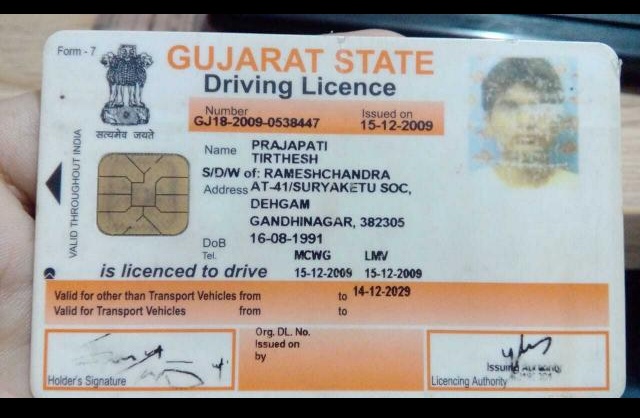 Form - 7
GUJARAT STATE
Driving Licence
सत्यमेव जयते
VALID THROUGHOUT INDIA
Number Issued on
GJ18-2009-0538447 15-12-2009
Name PRAJAPATI
TIRTHESH
S/D/W of: RAMESHCHANDRA
Address AT-41/SURYAKETU SOC,
DEHGAM
GANDHINAGAR, 382305
DoB 16-08-1991
Tel. MCWG LMV
is licenced to drive 15-12-2009 15-12-2009
Valid for other than Transport Vehicles from to 14-12-2029
Valid for Transport Vehicles from to
Org. DL. No.
Issued on
by
Holder's Signature
Issuing Authority
Licencing Authority